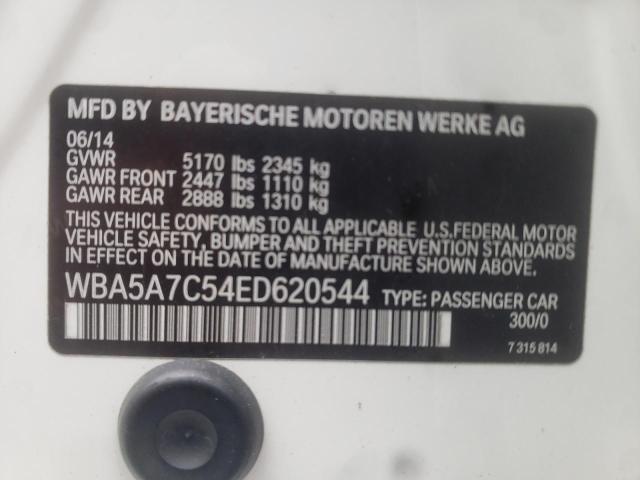 MFD BY BAYERISCHE MOTOREN WERKE AG
06/14
GVWR 5170 lbs 2345 kg
GAWR FRONT 2447 lbs 1110 kg
GAWR REAR 2888 lbs 1310 kg
THIS VEHICLE CONFORMS TO ALL APPLICABLE U.S.FEDERAL MOTOR
VEHICLE SAFETY, BUMPER AND THEFT PREVENTION STANDARDS
IN EFFECT ON THE DATE OF MANUFACTURE SHOWN ABOVE.
WBA5A7C54ED620544 TYPE: PASSENGER CAR
300/0
7 315 814